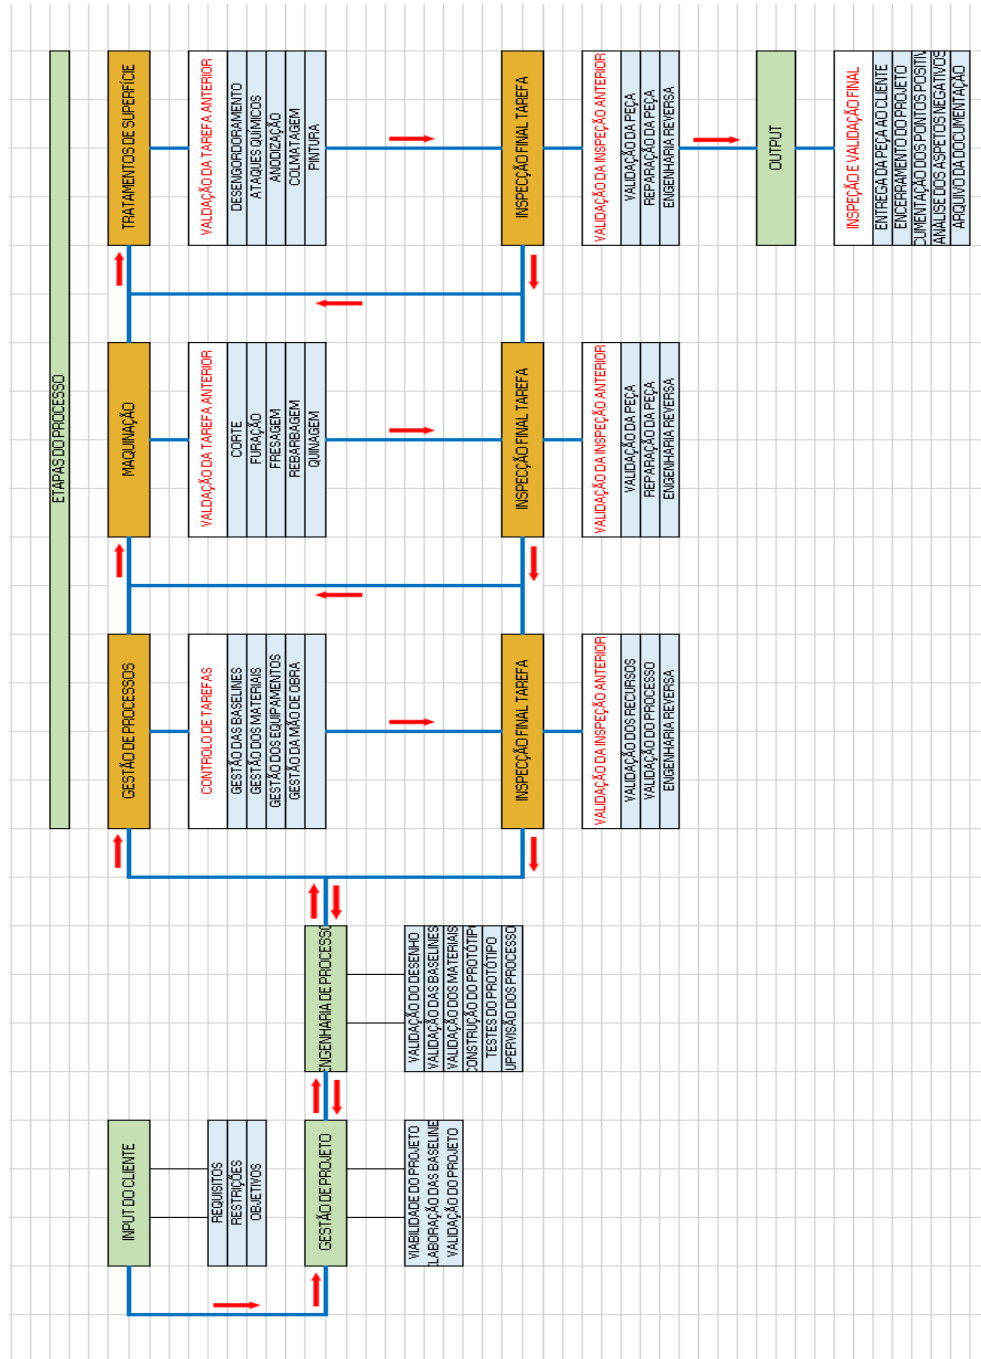 ETAPAS DO PROCESSO
INPUT DO CLIENTE
REQUISITOS
RESTRIÇÕES
OBJETIVOS
GESTÃO DE PROJETO
VIABILIDADE DO PROJETO
LABORAÇÃO DAS BASELINE
VALIDAÇÃO DO PROJETO
ENGENHARIA DE PROCESSO
VALIDAÇÃO DO DESENHO
VALIDAÇÃO DAS BASELINES
VALIDAÇÃO DOS MATERIAIS
CONSTRUÇÃO DO PROTÓTIPO
TESTES DO PROTÓTIPO
UPERVISÃO DOS PROCESSO
GESTÃO DE PROCESSOS
CONTROLO DE TAREFAS
GESTÃO DAS BASELINES
GESTÃO DOS MATERIAIS
GESTÃO DOS EQUIPAMENTOS
GESTÃO DA MÃO DE OBRA
INSPECÇÃO FINAL TAREFA
VALIDAÇÃO DA INSPEÇÃO ANTERIOR
VALIDAÇÃO DOS RECURSOS
VALIDAÇÃO DO PROCESSO
ENGENHARIA REVERSA
MAQUINAÇÃO
VALDAÇÃO DA TAREFA ANTERIOR
CORTE
FURAÇÃO
FRESAGEM
REBARBAGEM
QUINAGEM
INSPECÇÃO FINAL TAREFA
VALIDAÇÃO DA INSPEÇÃO ANTERIOR
VALIDAÇÃO DA PEÇA
REPARAÇÃO DA PEÇA
ENGENHARIA REVERSA
TRATAMENTOS DE SUPERFÍCIE
VALDAÇÃO DA TAREFA ANTERIOR
DESENGORDORAMENTO
ATAQUES QUÍMICOS
ANODIZAÇÃO
COLMATAGEM
PINTURA
INSPECÇÃO FINAL TAREFA
VALIDAÇÃO DA INSPEÇÃO ANTERIOR
VALIDAÇÃO DA PEÇA
REPARAÇÃO DA PEÇA
ENGENHARIA REVERSA
OUTPUT
INSPEÇÃO E VALIDAÇÃO FINAL
ENTREGA DA PEÇA AO CLIENTE
ENCERRAMENTO DO PROJETO
CUMENTAÇÃO DOS PONTOS POSITIV
ANÁLISE DOS ASPETOS NEGATIVOS
ARQUIVO DA DOCUMENTAÇÃO